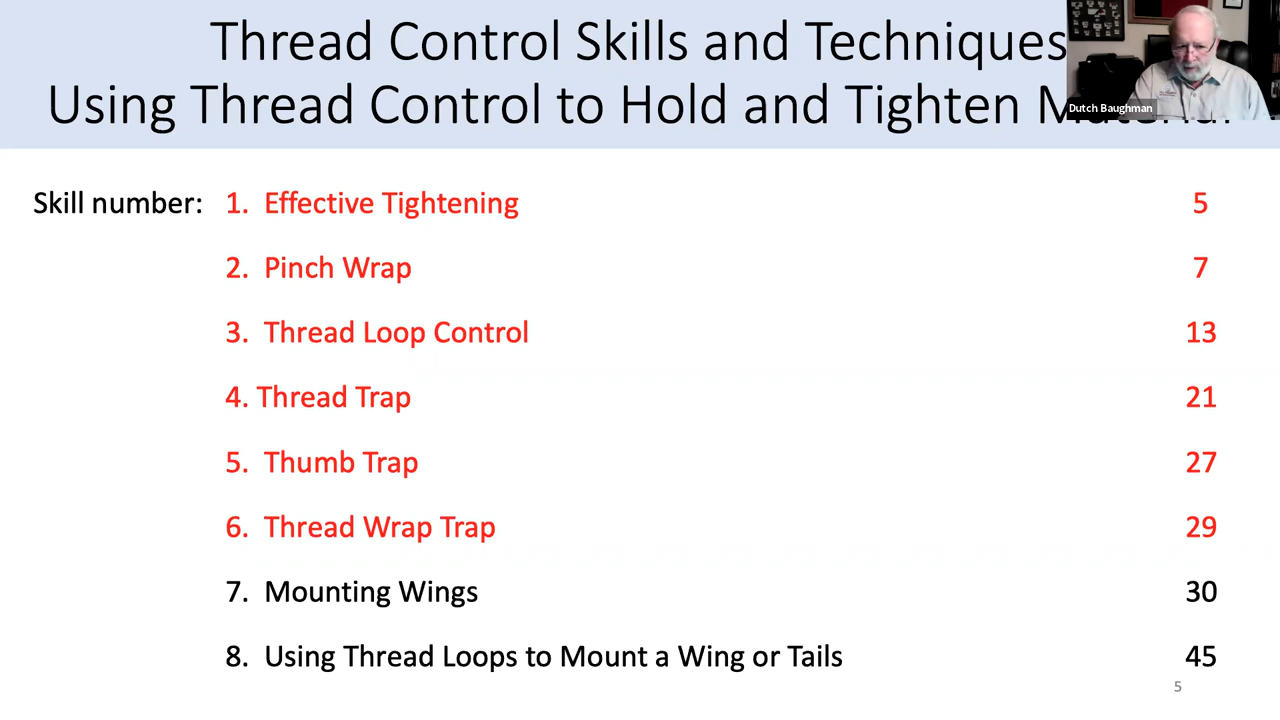 Thread Control Skills and Techniques
Using Thread Control to Hold and Tighten
Dutch Baughman
Skill number: 1. Effective Tightening 5
2. Pinch Wrap 7
3. Thread Loop Control 13
4. Thread Trap 21
5. Thumb Trap 27
6. Thread Wrap Trap 29
7. Mounting Wings 30
8. Using Thread Loops to Mount a Wing or Tails 45
5